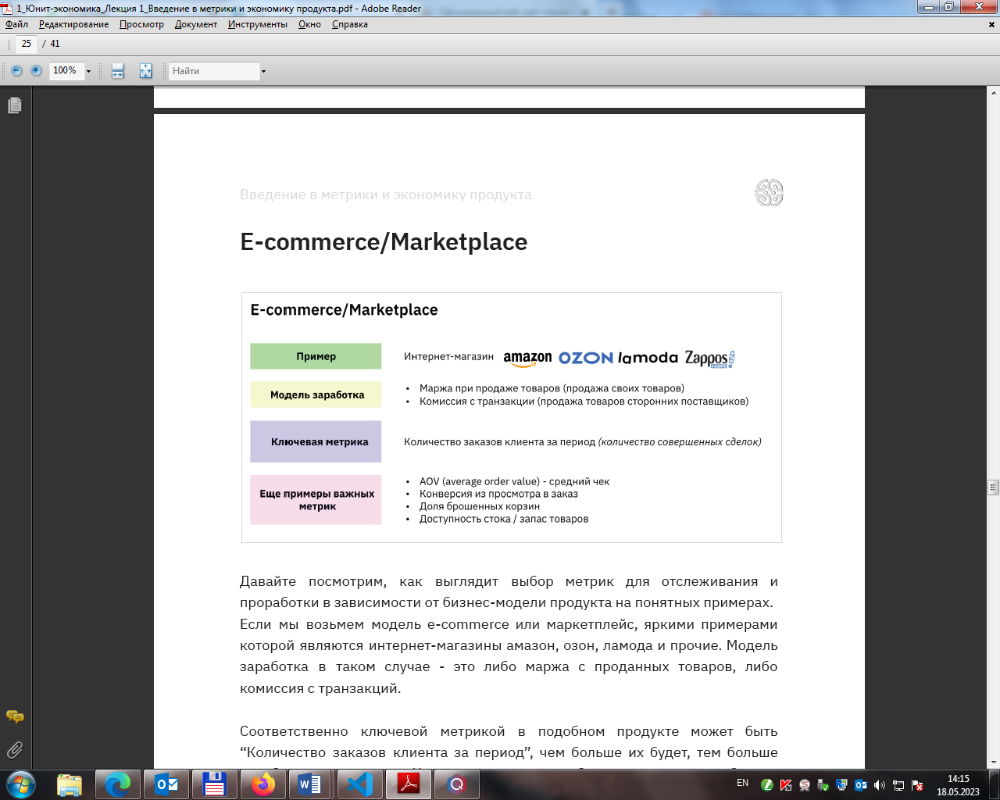 1_Юнит-экономика_Лекция 1_Введение в метрики и экономику продукта.pdf - Adobe Reader
Файл Редактирование Просмотр Документ Инструменты Окно Справка
25 / 41
100% Найти
Введение в метрики и экономику продукта
E-commerce/Marketplace
E-commerce/Marketplace
Пример
Интернет-магазин amazon OZON lamoda Zappos .com
Модель заработка
• Маржа при продаже товаров (продажа своих товаров)
• Комиссия с транзакции (продажа товаров сторонних поставщиков)
Ключевая метрика
Количество заказов клиента за период (количество совершенных сделок)
Еще примеры важных
метрик
• AOV (average order value) - средний чек
• Конверсия из просмотра в заказ
• Доля брошенных корзин
• Доступность стока / запас товаров
Давайте посмотрим, как выглядит выбор метрик для отслеживания и
проработки в зависимости от бизнес-модели продукта на понятных примерах.
Если мы возьмем модель e-commerce или маркетплейс, яркими примерами
которой являются интернет-магазины амазон, озон, ламода и прочие. Модель
заработка в таком случае - это либо маржа с проданных товаров, либо
комиссия с транзакций.
Соответственно ключевой метрикой в подобном продукте может быть
“Количество заказов клиента за период”, чем больше их будет, тем больше
EN
14:15
18.05.2023